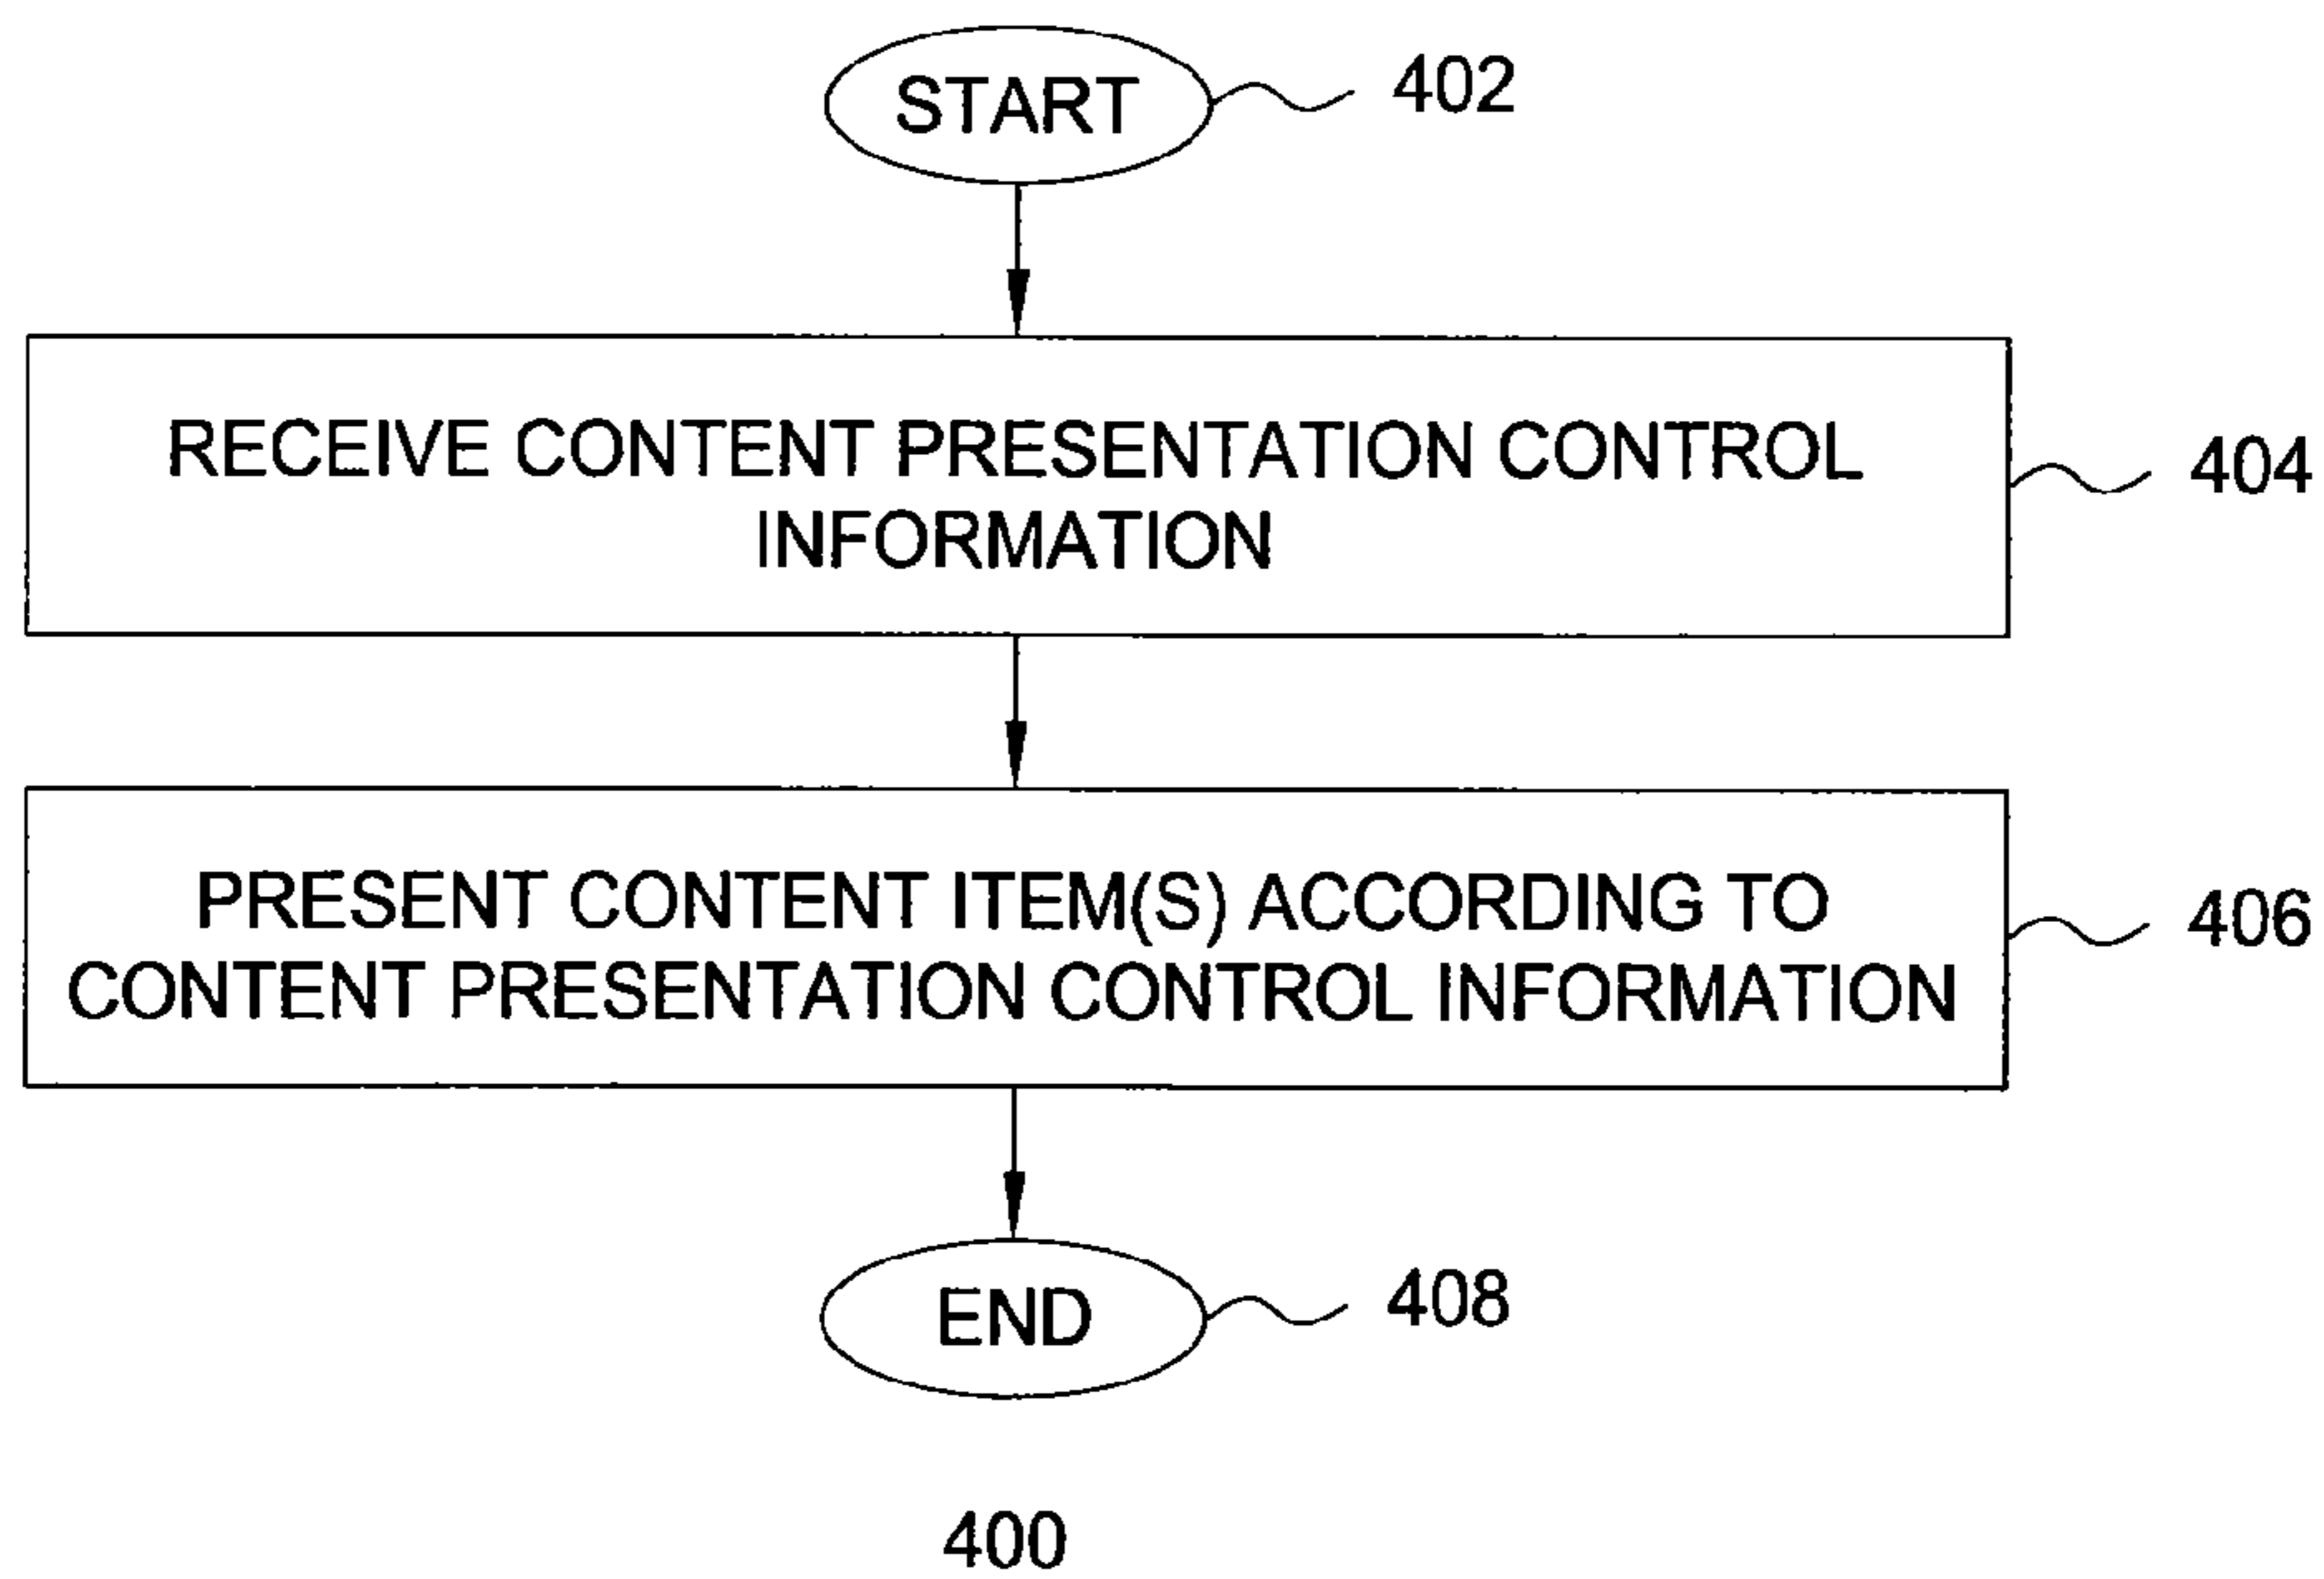 START
402
RECEIVE CONTENT PRESENTATION CONTROL
INFORMATION
404
PRESENT CONTENT ITEM(S) ACCORDING TO
CONTENT PRESENTATION CONTROL INFORMATION
406
END
408
400